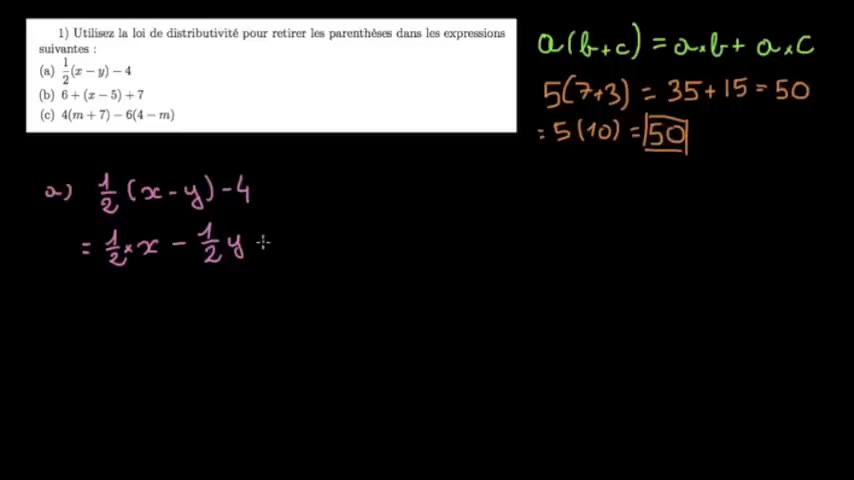 1) Utilisez la loi de distributivité pour retirer les parenthèses dans les expressions
suivantes :
(a) 1/2(x − y) − 4
(b) 6 + (x − 5) + 7
(c) 4(m + 7) − 6(4 − m)
a(b+c) = a×b + a×c
5(7+3) = 35 + 15 = 50
= 5(10) = 50
a) 1/2 (x - y) - 4
= 1/2 × x - 1/2 y